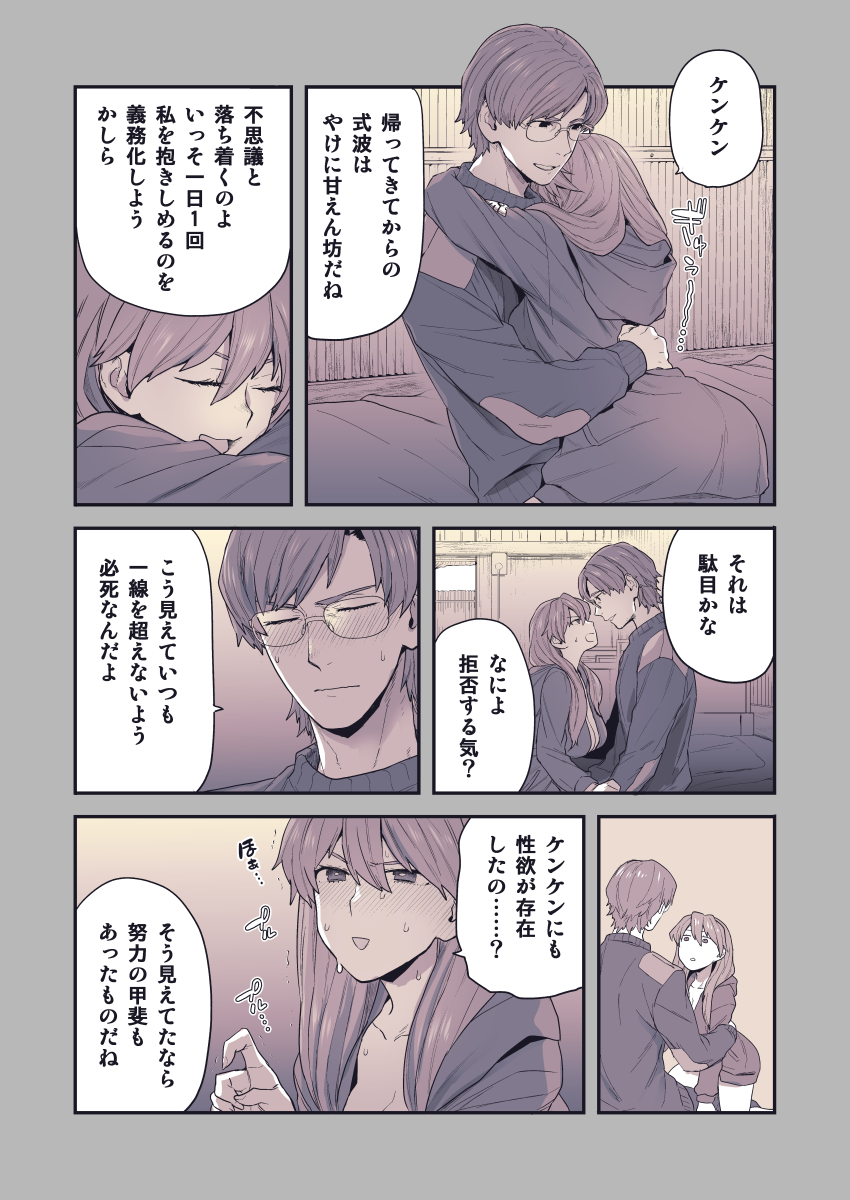 ケンケン
ぎゅぅ〜〜…
帰ってきてからの
式波は
やけに甘えん坊だね
不思議と
落ち着くのよ
いっそ一日1回
私を抱きしめるのを
義務化しよう
かしら
それは
駄目かな
なによ
拒否する気？
こう見えていつも
一線を超えないよう
必死なんだよ
ケンケンにも
性欲が存在
したの……？
ほぁ…
プル
プル…
そう見えてたなら
努力の甲斐も
あったものだね